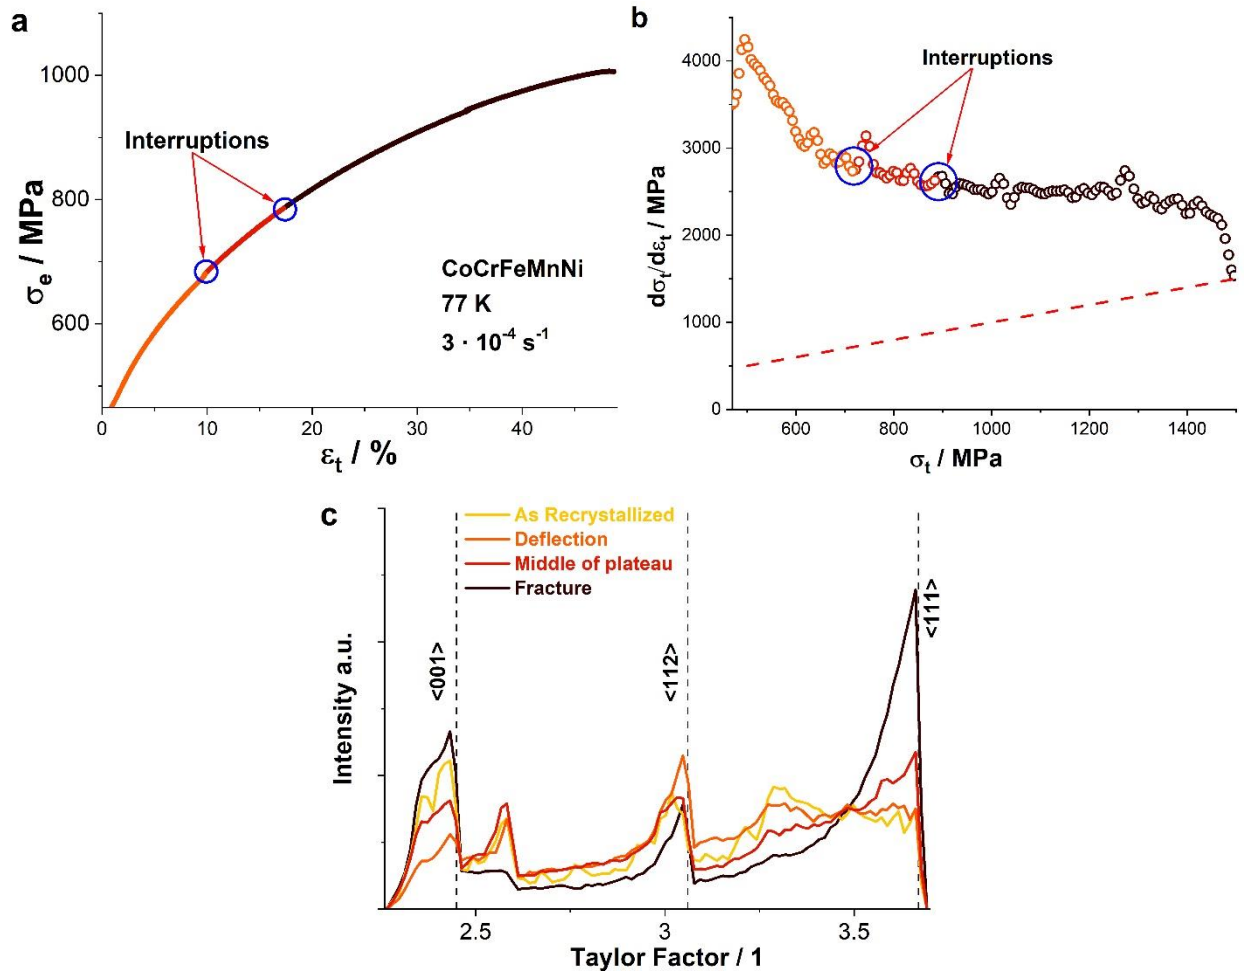 a
σe / MPa
1000
800
600
Interruptions
CoCrFeMnNi
77 K
3 · 10-4 s-1
0
10
20
30
40
εt / %
b
dσt/dεt / MPa
4000
3000
2000
1000
0
Interruptions
600
800
1000
1200
1400
σt / MPa
c
Intensity a.u.
As Recrystallized
Deflection
Middle of plateau
Fracture
<001>
<112>
<111>
2.5
3
3.5
Taylor Factor / 1